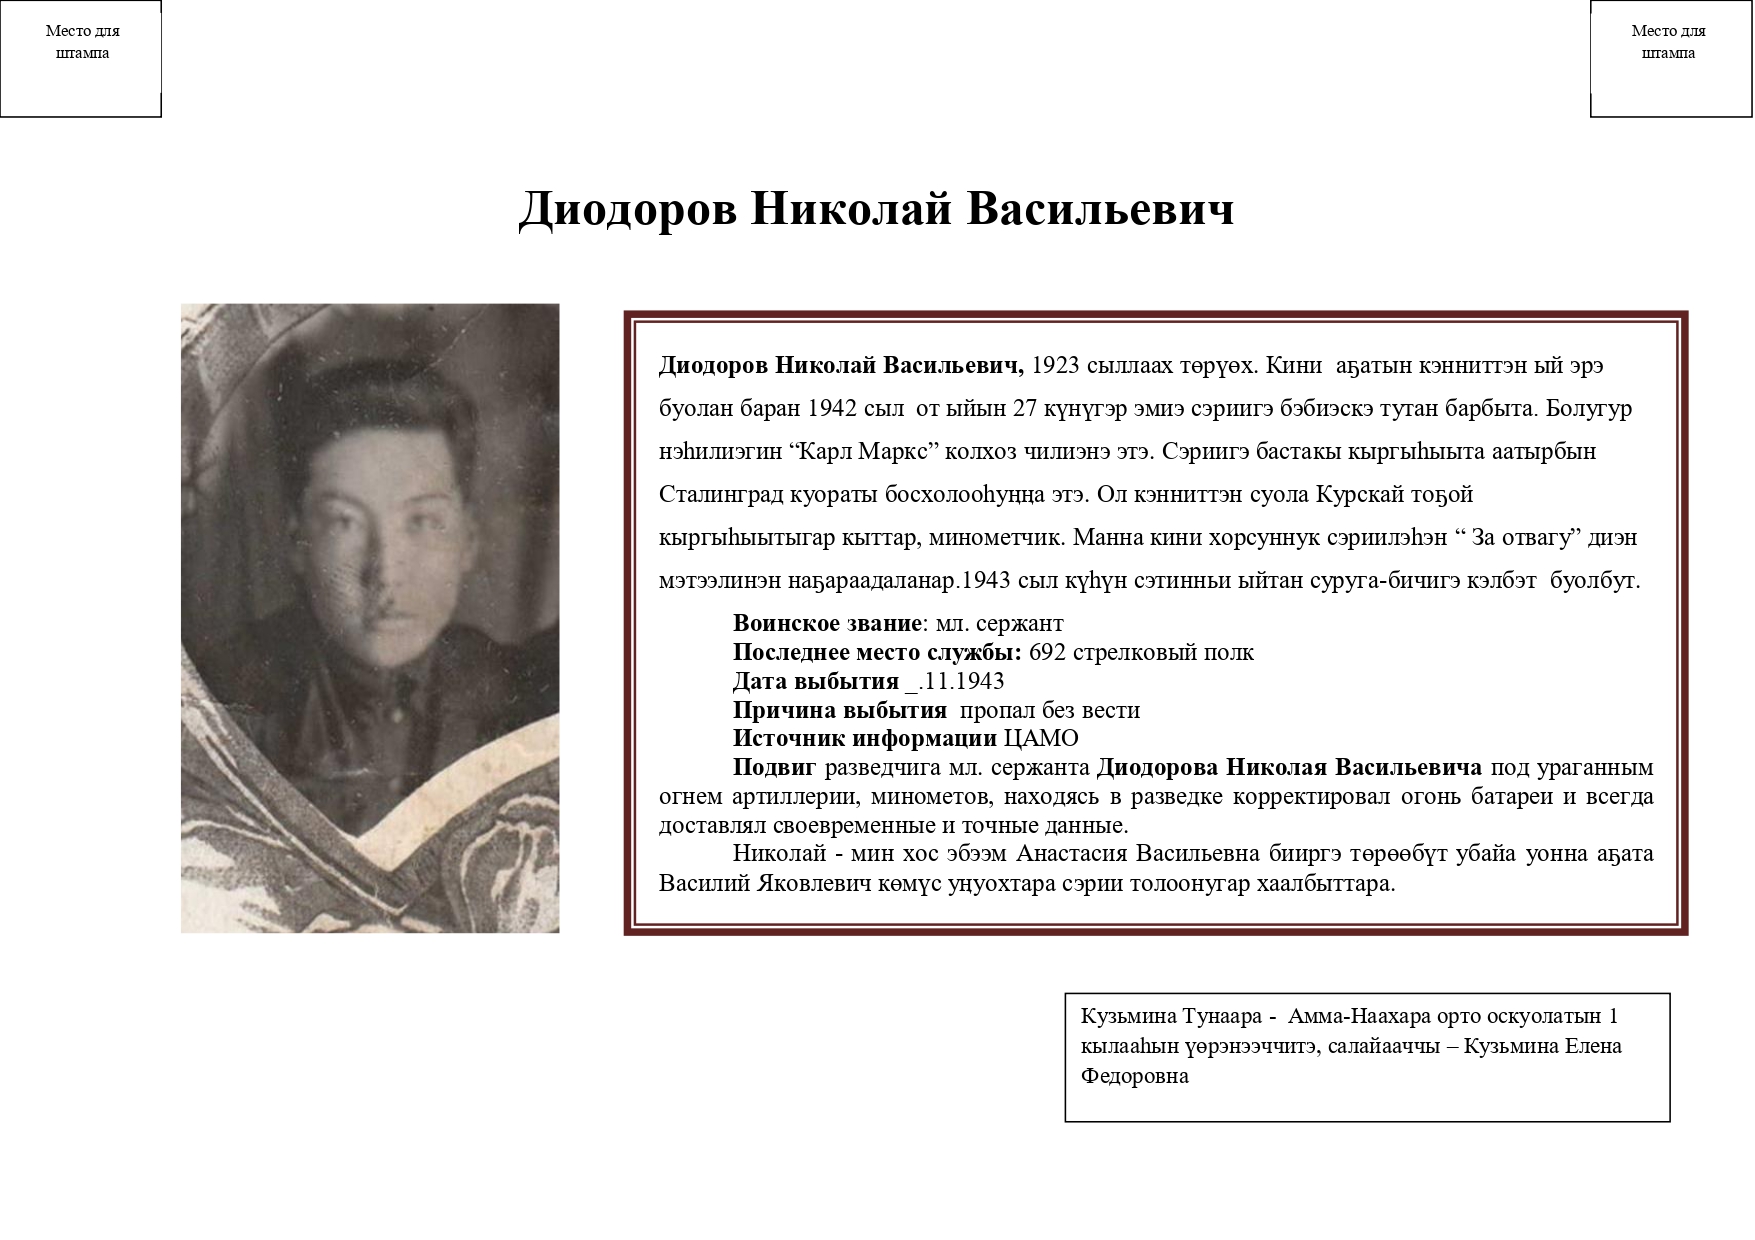 Место для
штампа
Место для
штампа
Диодоров Николай Васильевич
Диодоров Николай Васильевич, 1923 сыллаах төрүөх. Кини  аҕатын кэнниттэн ый эрэ
буолан баран 1942 сыл  от ыйын 27 күнүгэр эмиэ сэриигэ бэбиэскэ тутан барбыта. Болугур
нэһилиэгин “Карл Маркс” колхоз чилиэнэ этэ. Сэриигэ бастакы кыргыһыыта аатырбын
Сталинград куораты босхолооһуҥҥа этэ. Ол кэнниттэн суола Курскай тоҕой
кыргыһыытыгар кыттар, минометчик. Манна кини хорсуннук сэриилэһэн “ За отвагу” диэн
мэтээлинэн наҕараадаланар.1943 сыл күһүн сэтинньи ыйтан суруга-бичигэ кэлбэт  буолбут.
Воинское звание: мл. сержант
Последнее место службы: 692 стрелковый полк
Дата выбытия _.11.1943
Причина выбытия  пропал без вести
Источник информации ЦАМО
Подвиг разведчига мл. сержанта Диодорова Николая Васильевича под ураганным
огнем артиллерии, минометов, находясь в разведке корректировал огонь батареи и всегда
доставлял своевременные и точные данные.
Николай - мин хос эбээм Анастасия Васильевна бииргэ төрөөбүт убайа уонна аҕата
Василий Яковлевич көмүс уҥуохтара сэрии толоонугар хаалбыттара.
Кузьмина Тунаара -  Амма-Наахара орто оскуолатын 1
кылааһын үөрэнээччитэ, салайааччы – Кузьмина Елена
Федоровна